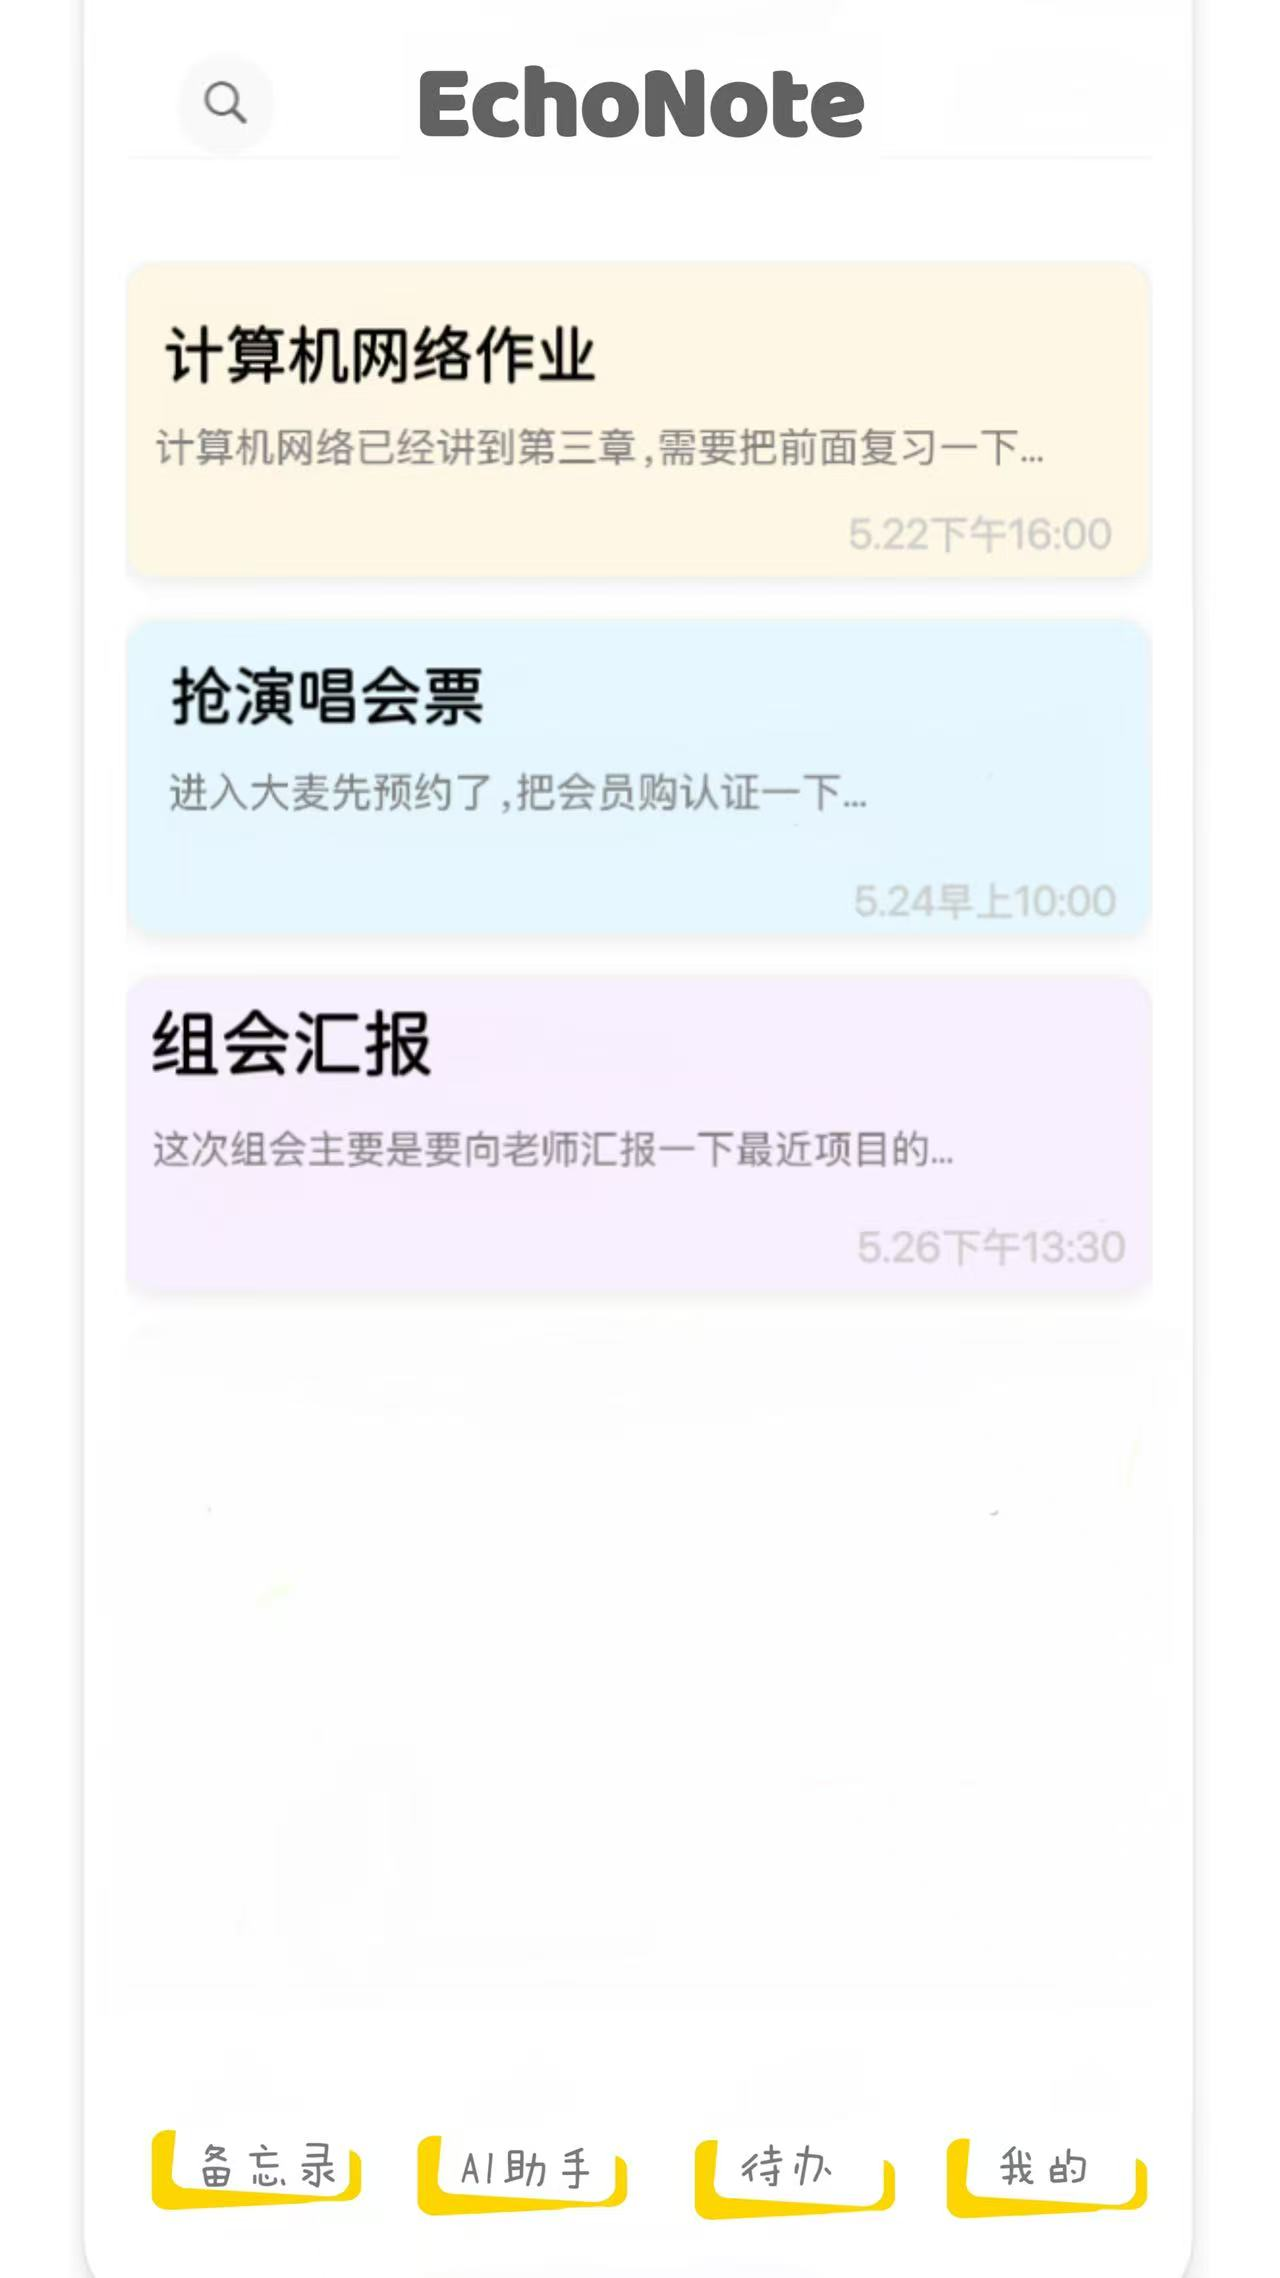 EchoNote
计算机网络作业
计算机网络已经讲到第三章,需要把前面复习一下...
5.22下午16:00
抢演唱会票
进入大麦先预约了,把会员购认证一下...
5.24早上10:00
组会汇报
这次组会主要是要向老师汇报一下最近项目的...
5.26下午13:30
备忘录 AI助手 待办 我的